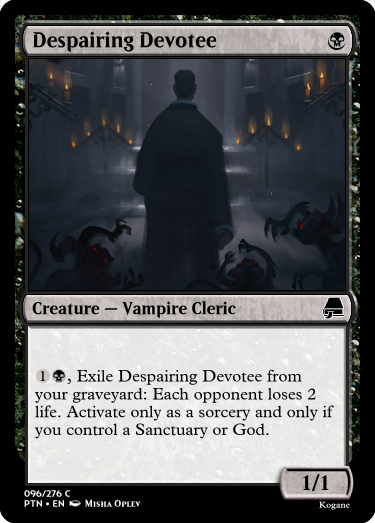 Despairing Devotee
Creature — Vampire Cleric
1, Exile Despairing Devotee from
your graveyard: Each opponent loses 2
life. Activate only as a sorcery and only if
you control a Sanctuary or God.
1/1
096/276 C
PTN • EN Misha Oplev
Kogane